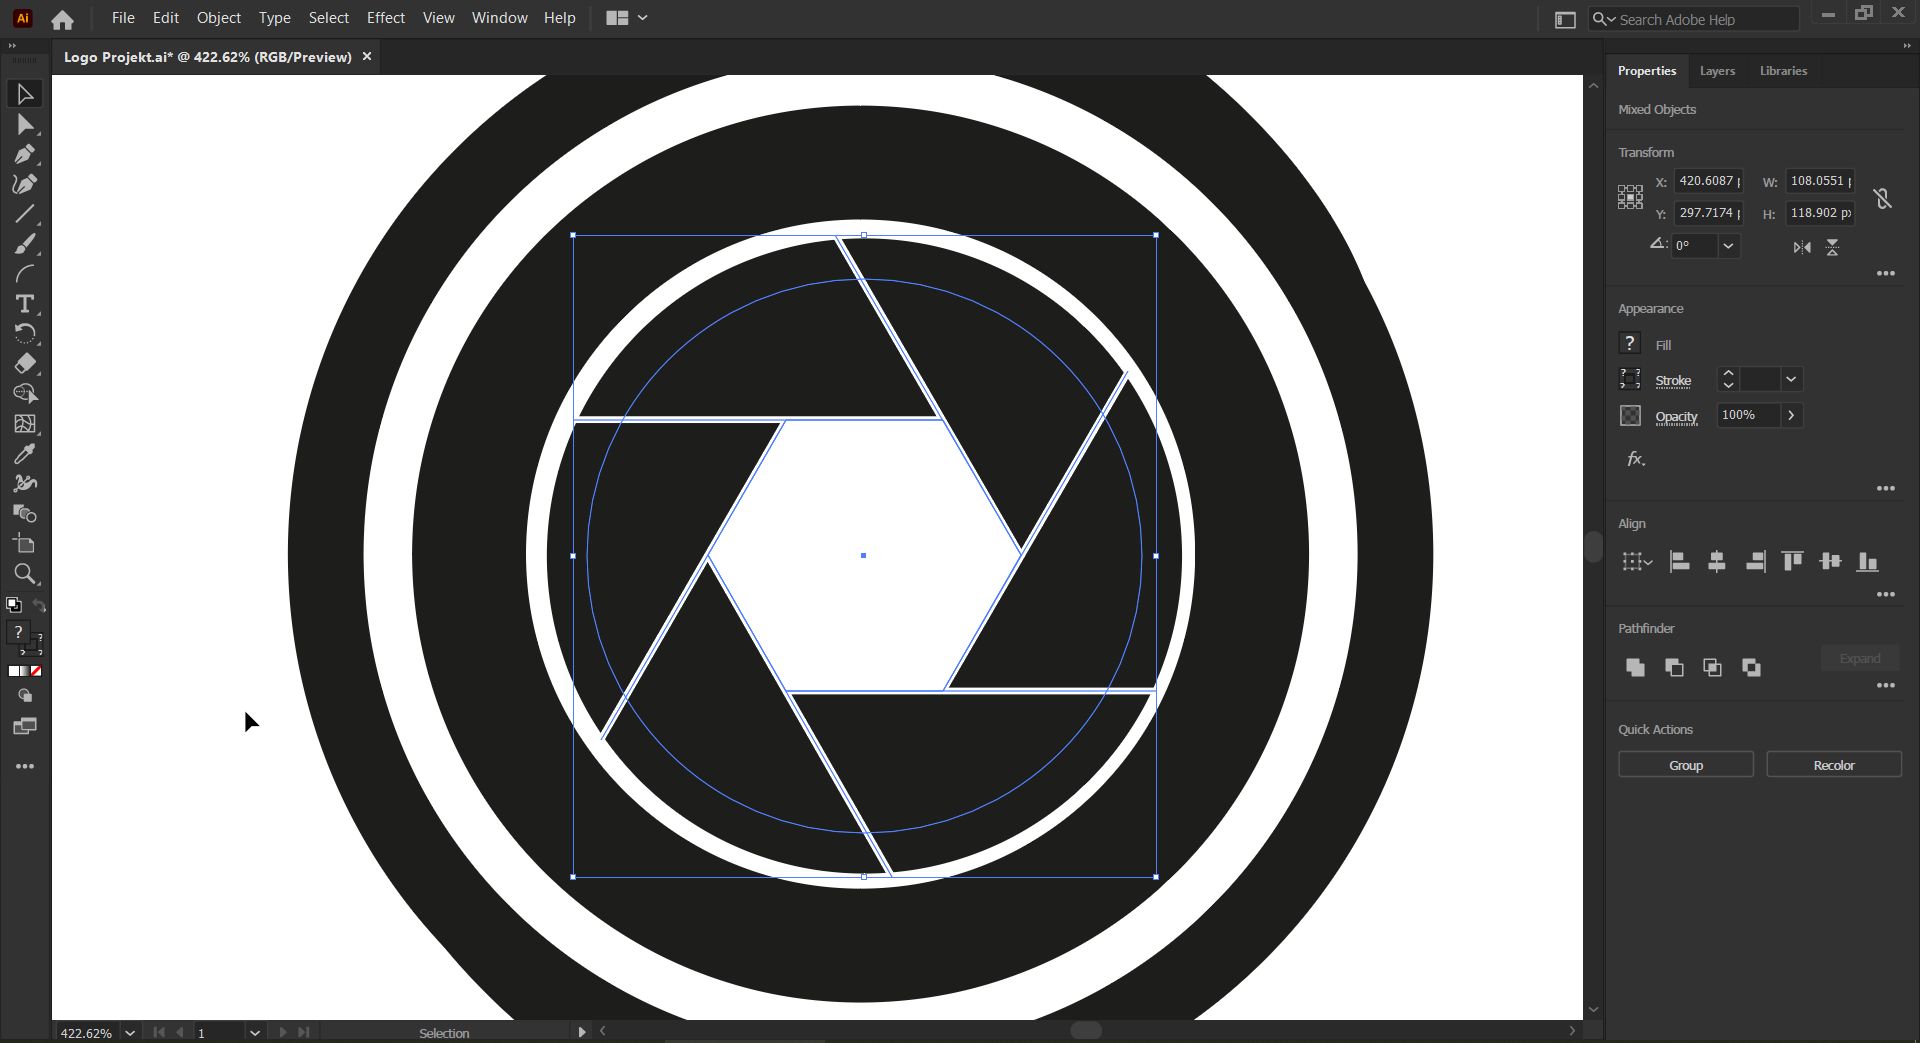 Ai File Edit Object Type Select Effect View Window Help Search Adobe Help
Logo Projekt.ai* @ 422.62% (RGB/Preview)
Properties Layers Libraries
Mixed Objects
Transform
X: 420.6087 p W: 108.0551 p
Y: 297.7174 p H: 118.902 px
0°
Appearance
? Fill
Stroke
Opacity 100%
fx
Align
Pathfinder
Expand
Quick Actions
Group Recolor
422.62% 1 Selection